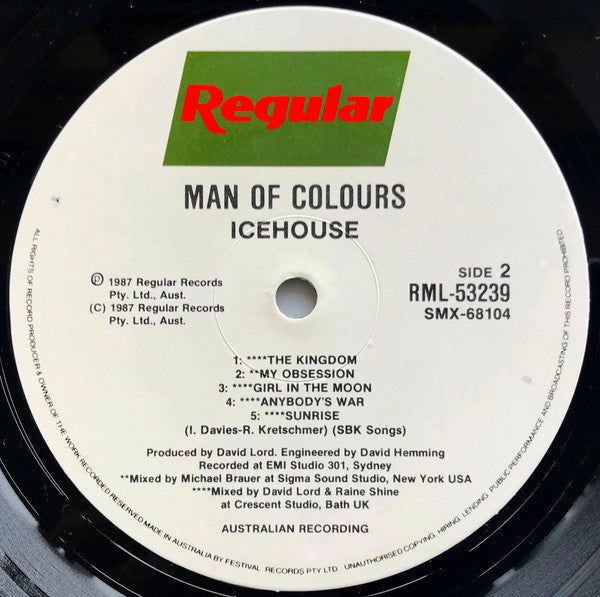 Regular
MAN OF COLOURS
ICEHOUSE
Ⓟ 1987 Regular Records
Pty. Ltd., Aust.
(C) 1987 Regular Records
Pty. Ltd., Aust.
SIDE 2
RML-53239
SMX-68104
1: ****THE KINGDOM
2: **MY OBSESSION
3: ****GIRL IN THE MOON
4: ****ANYBODY'S WAR
5: ****SUNRISE
(I. Davies-R. Kretschmer) (SBK Songs)
Produced by David Lord. Engineered by David Hemming
Recorded at EMI Studio 301, Sydney
**Mixed by Michael Brauer at Sigma Sound Studio, New York USA
****Mixed by David Lord & Raine Shine
at Crescent Studio, Bath UK
AUSTRALIAN RECORDING
ALL RIGHTS OF RECORD PRODUCER & OWNER OF THE WORK RECORDED RESERVED MADE IN AUSTRALIA BY FESTIVAL RECORDS PTY LTD UNAUTHORISED COPYING, HIRING, LENDING, PUBLIC PERFORMANCE AND BROADCASTING OF THIS RECORD PROHIBITED